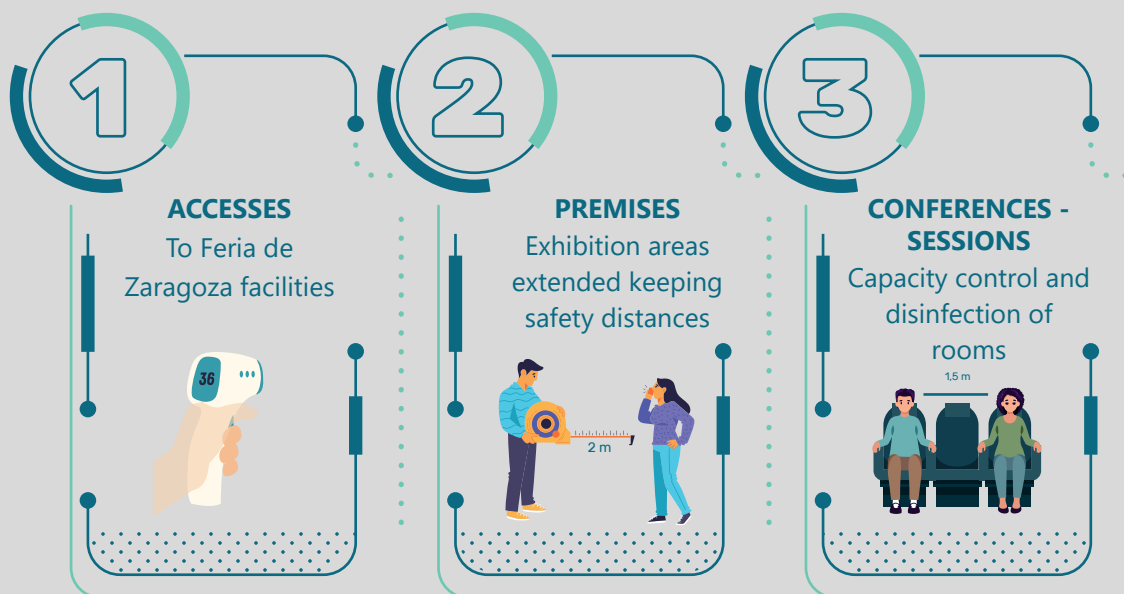 1
ACCESSES
To Feria de
Zaragoza facilities
36
2
PREMISES
Exhibition areas
extended keeping
safety distances
2 m
3
CONFERENCES -
SESSIONS
Capacity control and
disinfection of
rooms
1,5 m